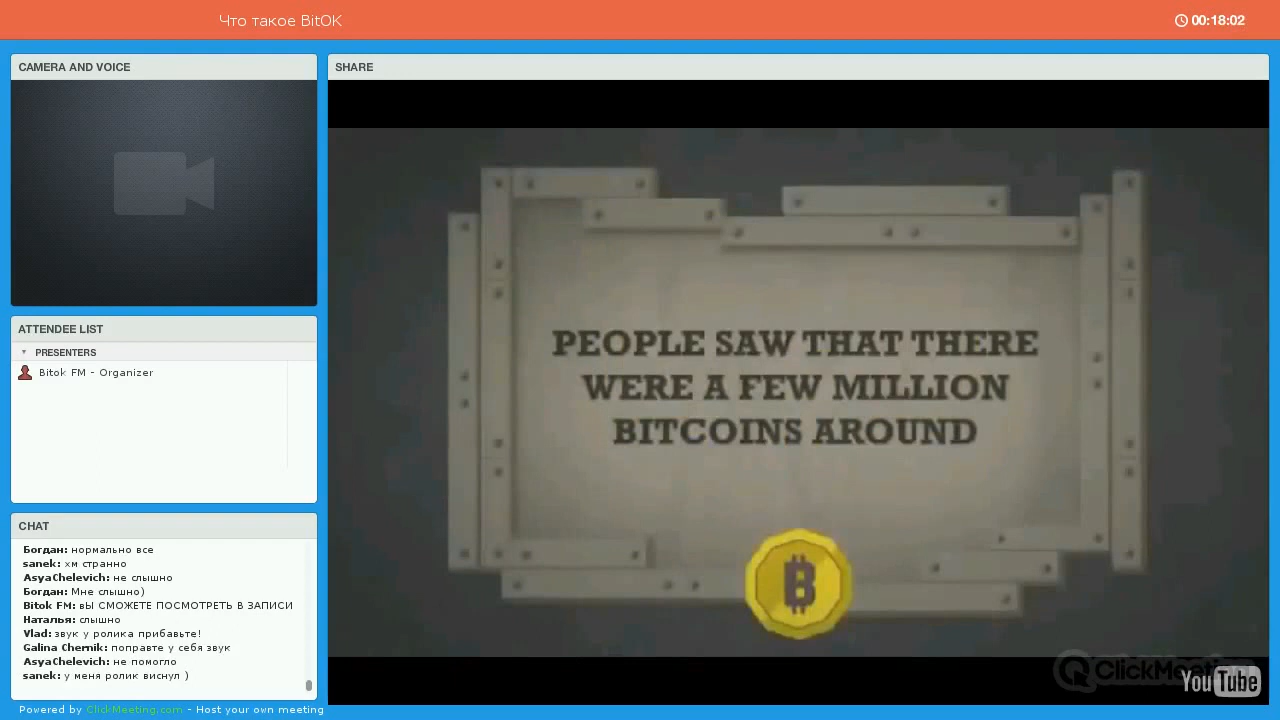 Что такое BitOK
00:18:02
CAMERA AND VOICE
SHARE
PEOPLE SAW THAT THERE
WERE A FEW MILLION
BITCOINS AROUND
B
ATTENDEE LIST
PRESENTERS
Bitok FM - Organizer
CHAT
Богдан: нормально все
sanek: хм странно
AsyaChelevich: не слышно
Богдан: Мне слышно)
Bitok FM: вЫ СМОЖЕТЕ ПОСМОТРЕТЬ В ЗАПИСИ
Наталья: слышно
Vlad: звук у ролика прибавьте!
Galina Chernik: поправте у себя звук
AsyaChelevich: не помогло
sanek: у меня ролик виснул )
ClickMeeting
YouTube
Powered by ClickMeeting.com - Host your own meeting